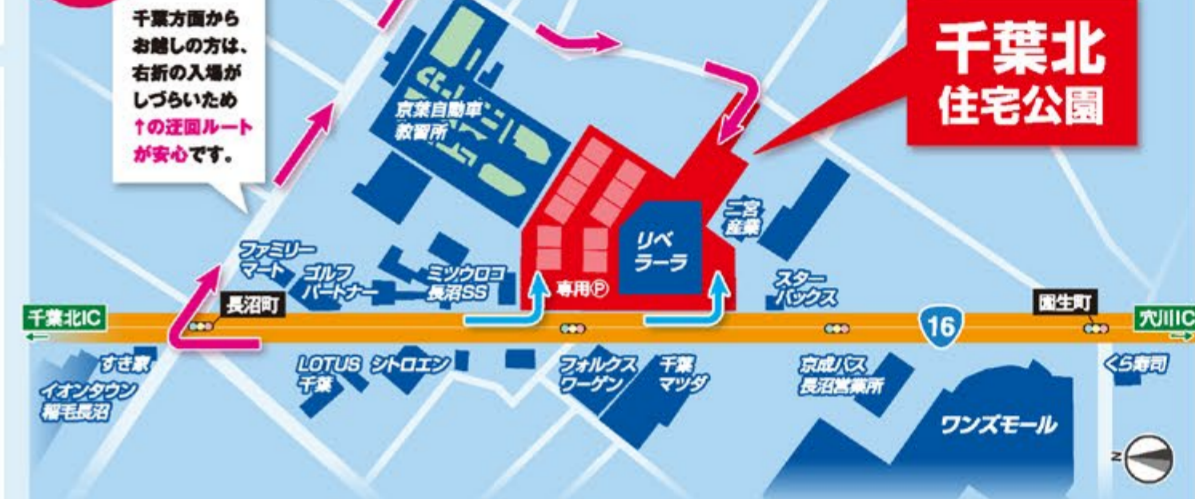 千葉方面から
お越しの方は、
右折の入場が
しづらいため
↑の迂回ルート
が安心です。
千葉北
住宅公園
京葉自動車
教習所
二宮
産業
リベ
ラーラ
ファミリー
マート
ゴルフ
パートナー
ミツウロコ
長沼SS
専用Ⓟ
スター
バックス
長沼町
園生町
千葉北IC
←
16
穴川IC
→
すき家
イオンタウン
稲毛長沼
LOTUS
千葉
シトロエン
フォルクス
ワーゲン
千葉
マツダ
京成バス
長沼営業所
くら寿司
ワンズモール
N